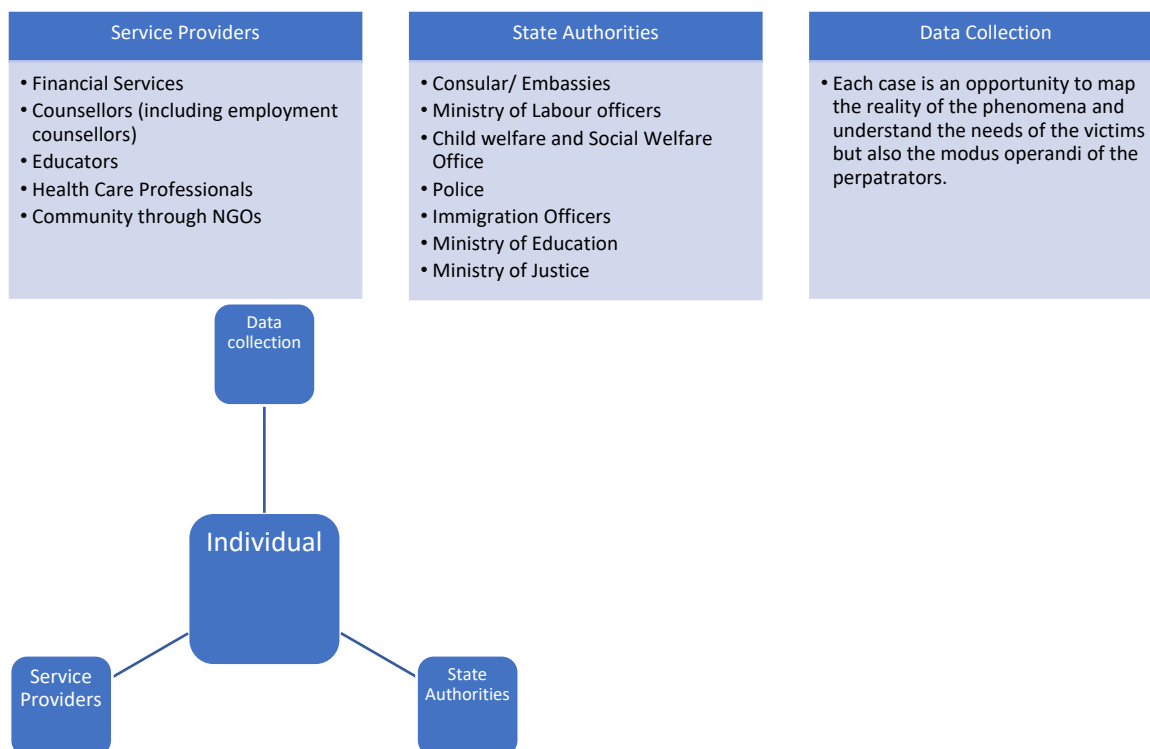 Service Providers
• Financial Services
• Counsellors (including employment
counsellors)
• Educators
• Health Care Professionals
• Community through NGOs
State Authorities
• Consular/ Embassies
• Ministry of Labour officers
• Child welfare and Social Welfare
Office
• Police
• Immigration Officers
• Ministry of Education
• Ministry of Justice
Data Collection
• Each case is an opportunity to map
the reality of the phenomena and
understand the needs of the victims
but also the modus operandi of the
perpatrators.
Data
collection
Individual
Service
Providers
State
Authorities